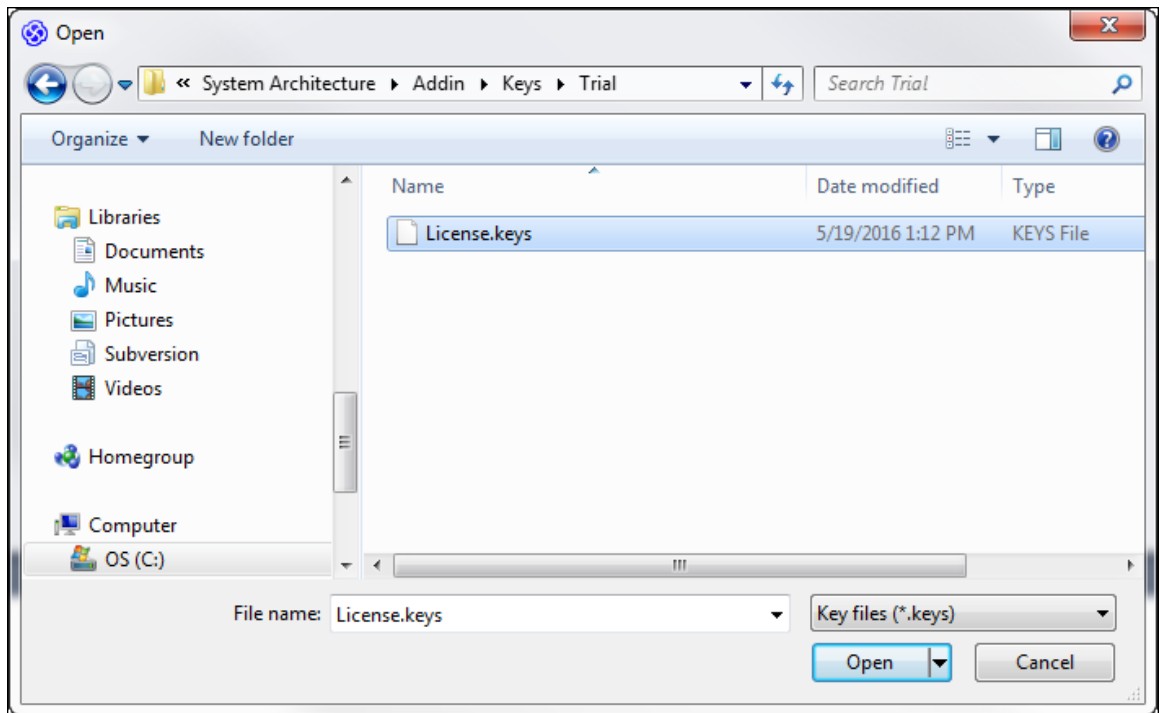 Open
« System Architecture Addin Keys Trial
Search Trial
Organize New folder
Name Date modified Type
Libraries
License.keys 5/19/2016 1:12 PM KEYS File
Documents
Music
Pictures
Subversion
Videos
Homegroup
Computer
OS (C:)
File name: License.keys Key files (*.keys)
Open Cancel